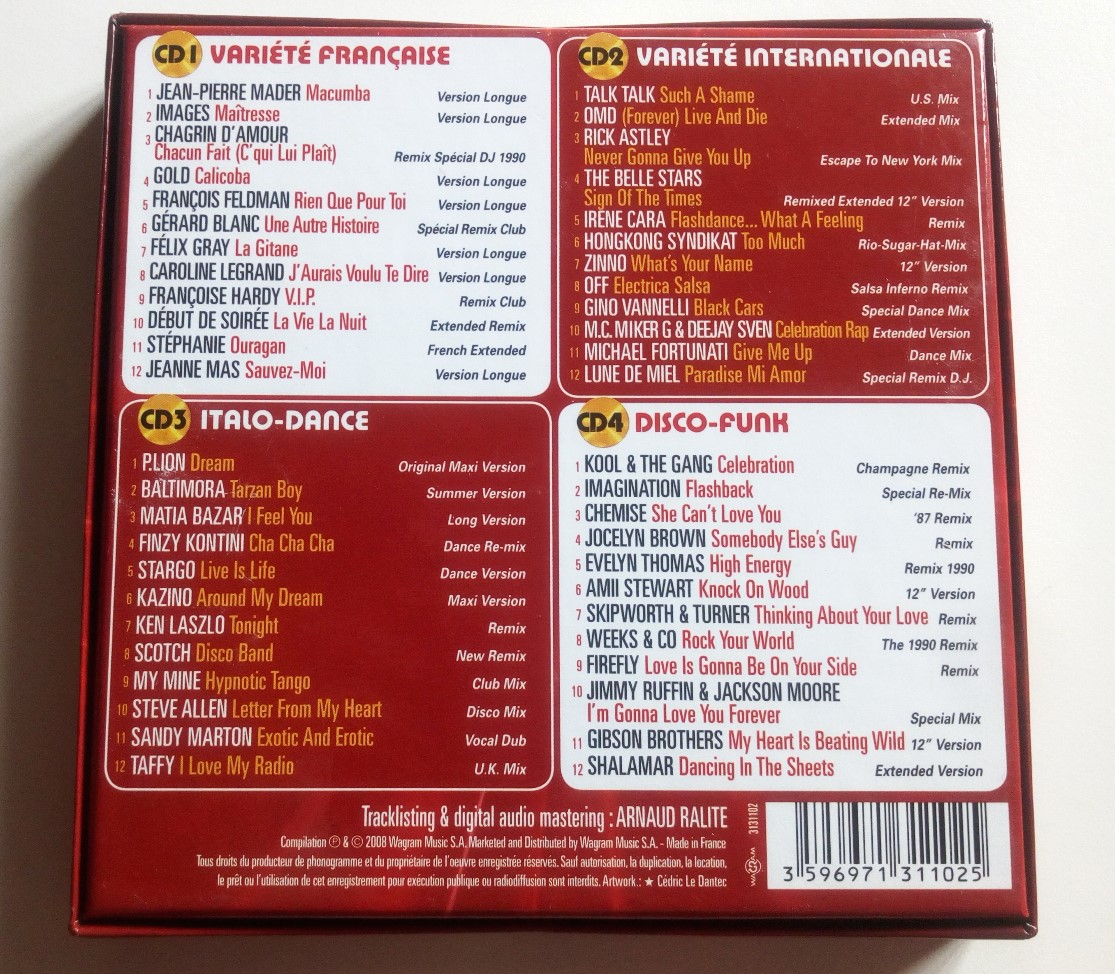 CD1 VARIÉTÉ FRANÇAISE
1 JEAN-PIERRE MADER Macumba Version Longue
2 IMAGES Maîtresse Version Longue
3 CHAGRIN D'AMOUR
Chacun Fait (C'qui Lui Plaît) Remix Spécial DJ 1990
4 GOLD Calicoba Version Longue
5 FRANÇOIS FELDMAN Rien Que Pour Toi Version Longue
6 GÉRARD BLANC Une Autre Histoire Spécial Remix Club
7 FÉLIX GRAY La Gitane Version Longue
8 CAROLINE LEGRAND J'Aurais Voulu Te Dire Version Longue
9 FRANÇOISE HARDY V.I.P. Remix Club
10 DÉBUT DE SOIRÉE La Vie La Nuit Extended Remix
11 STÉPHANIE Ouragan French Extended
12 JEANNE MAS Sauvez-Moi Version Longue
CD2 VARIÉTÉ INTERNATIONALE
1 TALK TALK Such A Shame U.S. Mix
2 OMD (Forever) Live And Die Extended Mix
3 RICK ASTLEY
Never Gonna Give You Up Escape To New York Mix
4 THE BELLE STARS
Sign Of The Times Remixed Extended 12" Version
5 IRENE CARA Flashdance... What A Feeling Remix
6 HONGKONG SYNDIKAT Too Much Rio-Sugar-Hat-Mix
7 ZINNO What's Your Name 12" Version
8 OFF Electrica Salsa Salsa Inferno Remix
9 GINO VANNELLI Black Cars Special Dance Mix
10 M.C. MIKER G & DEEJAY SVEN Celebration Rap Extended Version
11 MICHAEL FORTUNATI Give Me Up Dance Mix
12 LUNE DE MIEL Paradise Mi Amor Special Remix D.J.
CD3 ITALO-DANCE
1 P.LION Dream Original Maxi Version
2 BALTIMORA Tarzan Boy Summer Version
3 MATIA BAZAR I Feel You Long Version
4 FINZY KONTINI Cha Cha Cha Dance Re-mix
5 STARGO Live Is Life Dance Version
6 KAZINO Around My Dream Maxi Version
7 KEN LASZLO Tonight Remix
8 SCOTCH Disco Band New Remix
9 MY MINE Hypnotic Tango Club Mix
10 STEVE ALLEN Letter From My Heart Disco Mix
11 SANDY MARTON Exotic And Erotic Vocal Dub
12 TAFFY I Love My Radio U.K. Mix
CD4 DISCO-FUNK
1 KOOL & THE GANG Celebration Champagne Remix
2 IMAGINATION Flashback Special Re-Mix
3 CHEMISE She Can't Love You '87 Remix
4 JOCELYN BROWN Somebody Else's Guy Remix
5 EVELYN THOMAS High Energy Remix 1990
6 AMII STEWART Knock On Wood 12" Version
7 SKIPWORTH & TURNER Thinking About Your Love Remix
8 WEEKS & CO Rock Your World The 1990 Remix
9 FIREFLY Love Is Gonna Be On Your Side Remix
10 JIMMY RUFFIN & JACKSON MOORE
I'm Gonna Love You Forever Special Mix
11 GIBSON BROTHERS My Heart Is Beating Wild 12" Version
12 SHALAMAR Dancing In The Sheets Extended Version
Tracklisting & digital audio mastering : ARNAUD RALITE
Compilation ℗ & © 2008 Wagram Music S.A. Marketed and Distributed by Wagram Music S.A. - Made in France
Tous droits du producteur de phonogramme et du propriétaire de l'oeuvre enregistrée réservés. Sauf autorisation, la duplication, la location,
le prêt ou l'utilisation de cet enregistrement pour exécution publique ou radiodiffusion sont interdits. Artwork : ★ Cédric Le Dantec
WAGRAM 3131102
3 596971 311025